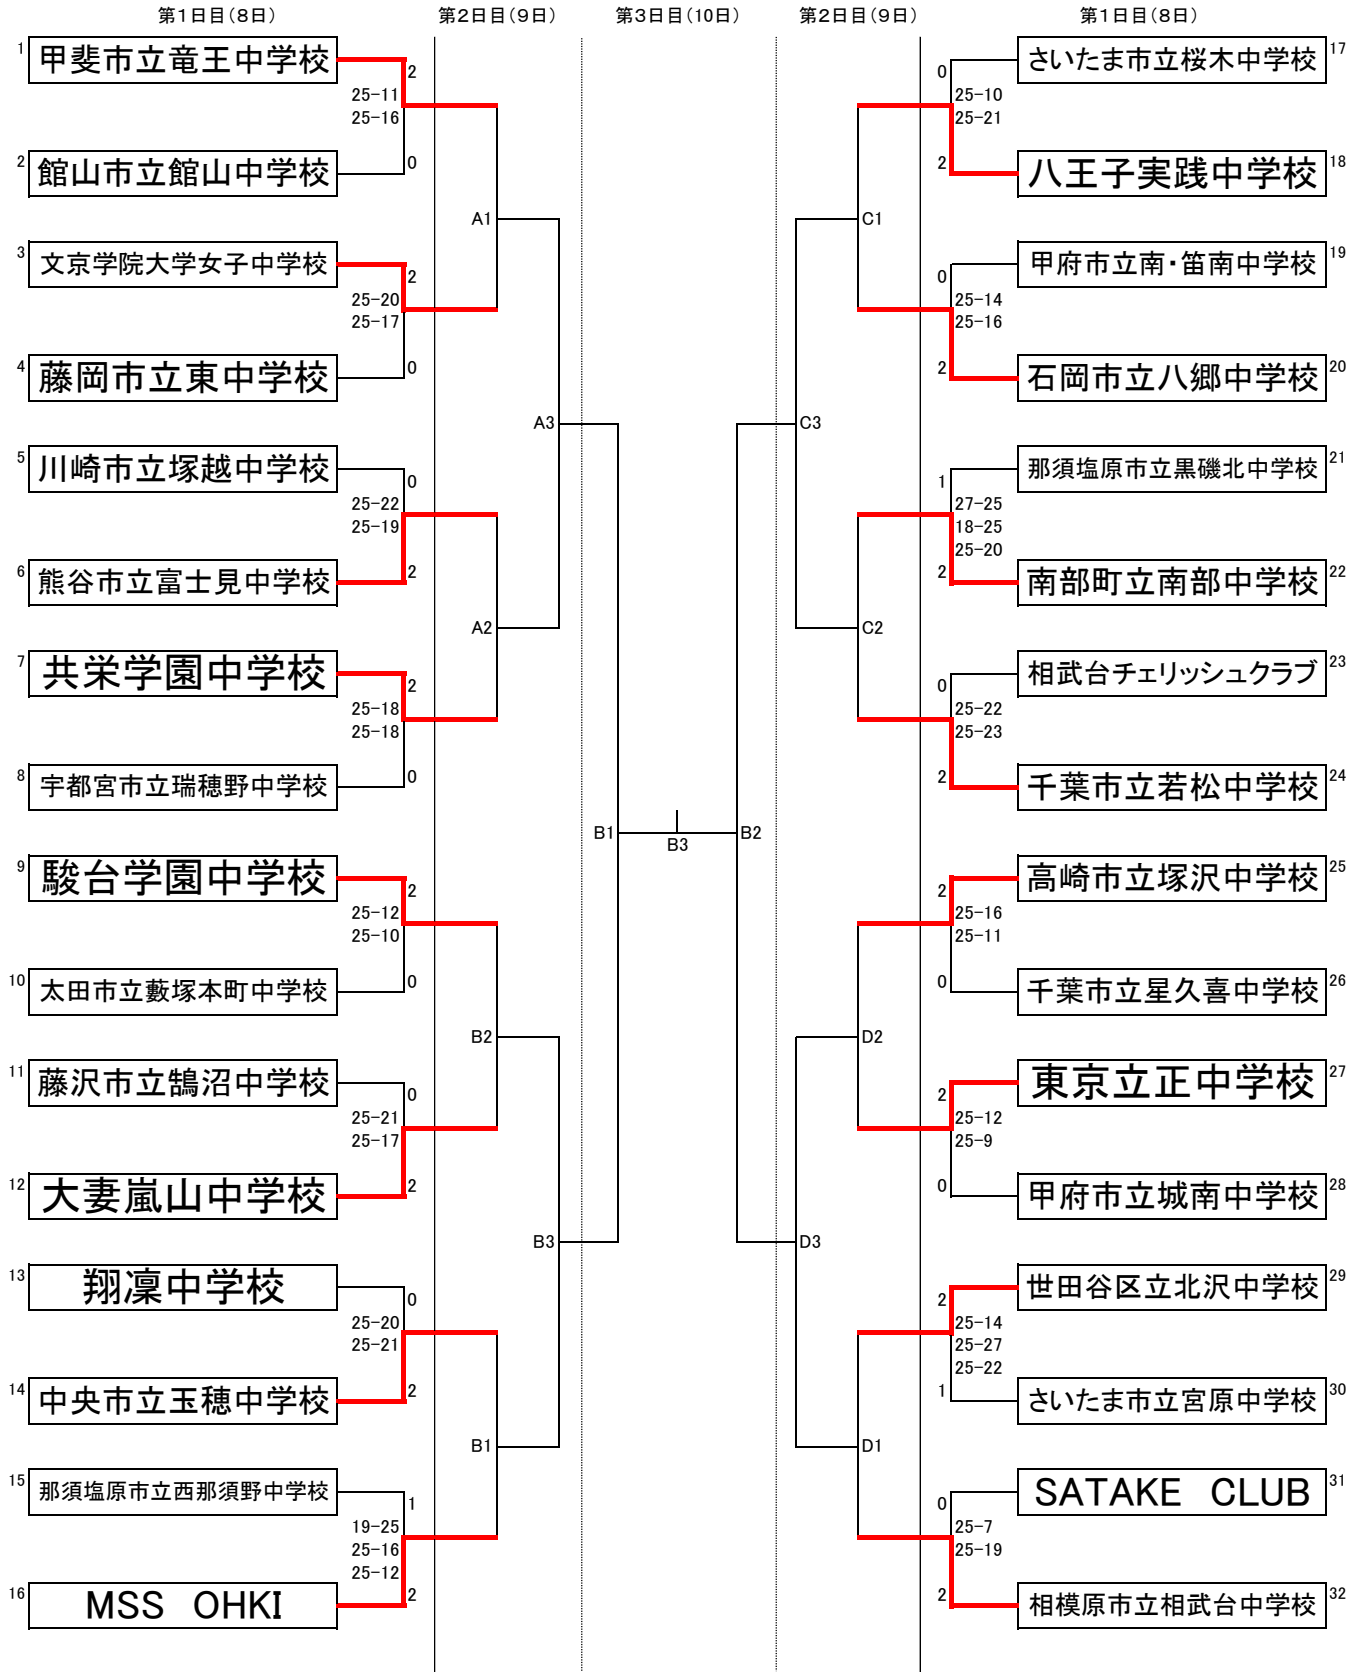 第1日目(8日)
第2日目(9日)
第3日目(10日)
第2日目(9日)
第1日目(8日)
1 甲斐市立竜王中学校
2
25-11
25-16
0
2 館山市立館山中学校
A1
3 文京学院大学女子中学校
2
25-20
25-17
0
4 藤岡市立東中学校
A3
5 川崎市立塚越中学校
0
25-22
25-19
2
6 熊谷市立富士見中学校
A2
7 共栄学園中学校
2
25-18
25-18
0
8 宇都宮市立瑞穂野中学校
B1
9 駿台学園中学校
2
25-12
25-10
0
10 太田市立藪塚本町中学校
B2
11 藤沢市立鵠沼中学校
0
25-21
25-17
2
12 大妻嵐山中学校
B3
13 翔凜中学校
0
25-20
25-21
2
14 中央市立玉穂中学校
B1
15 那須塩原市立西那須野中学校
1
19-25
25-16
25-12
2
16 MSS OHKI
B3
さいたま市立桜木中学校 17
0
25-10
25-21
2
八王子実践中学校 18
C1
甲府市立南・笛南中学校 19
0
25-14
25-16
2
石岡市立八郷中学校 20
C3
那須塩原市立黒磯北中学校 21
1
27-25
18-25
25-20
2
南部町立南部中学校 22
C2
相武台チェリッシュクラブ 23
0
25-22
25-23
2
千葉市立若松中学校 24
B2
高崎市立塚沢中学校 25
2
25-16
25-11
0
千葉市立星久喜中学校 26
D2
東京立正中学校 27
2
25-12
25-9
0
甲府市立城南中学校 28
D3
世田谷区立北沢中学校 29
2
25-14
25-27
25-22
1
さいたま市立宮原中学校 30
D1
SATAKE CLUB 31
0
25-7
25-19
2
相模原市立相武台中学校 32